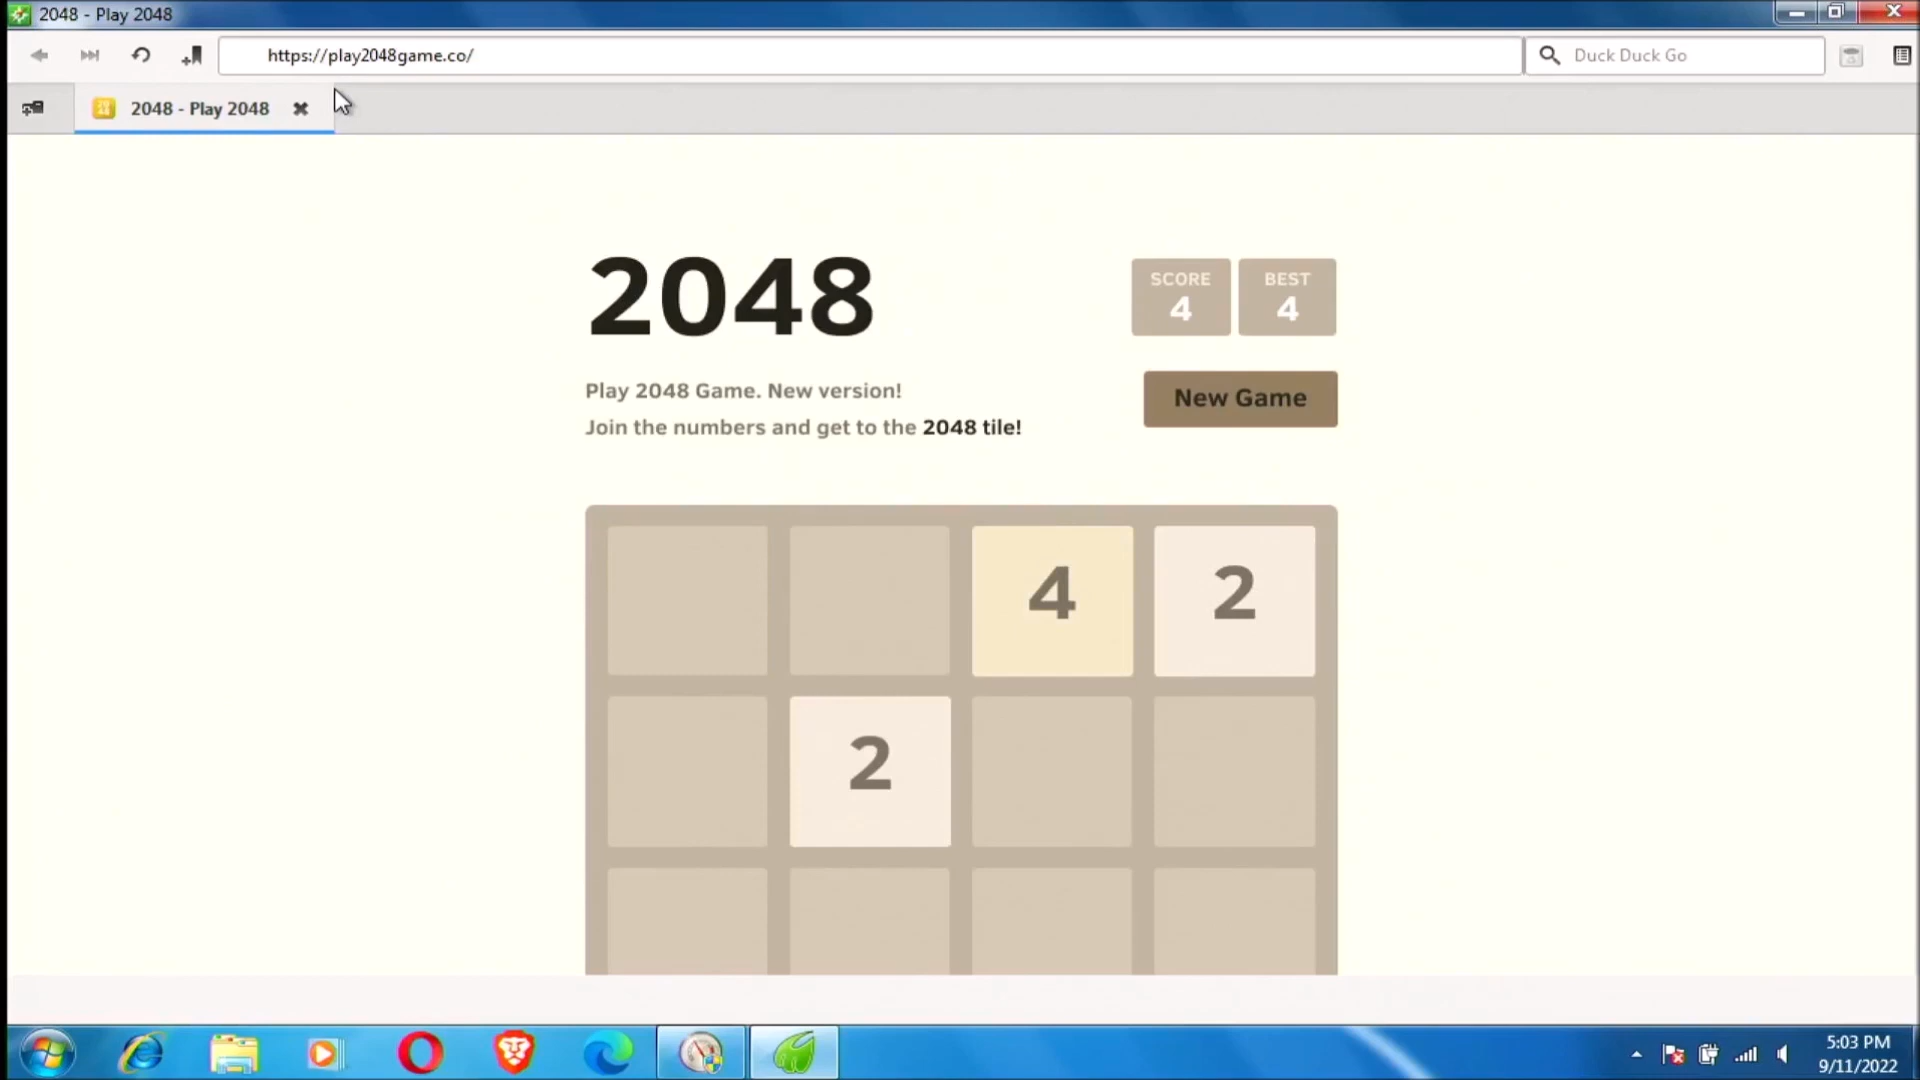 2048 - Play 2048
https://play2048game.co/
Duck Duck Go
2048 - Play 2048
2048
SCORE
4
BEST
4
Play 2048 Game. New version!
Join the numbers and get to the 2048 tile!
New Game
4 2
2
5:03 PM
9/11/2022